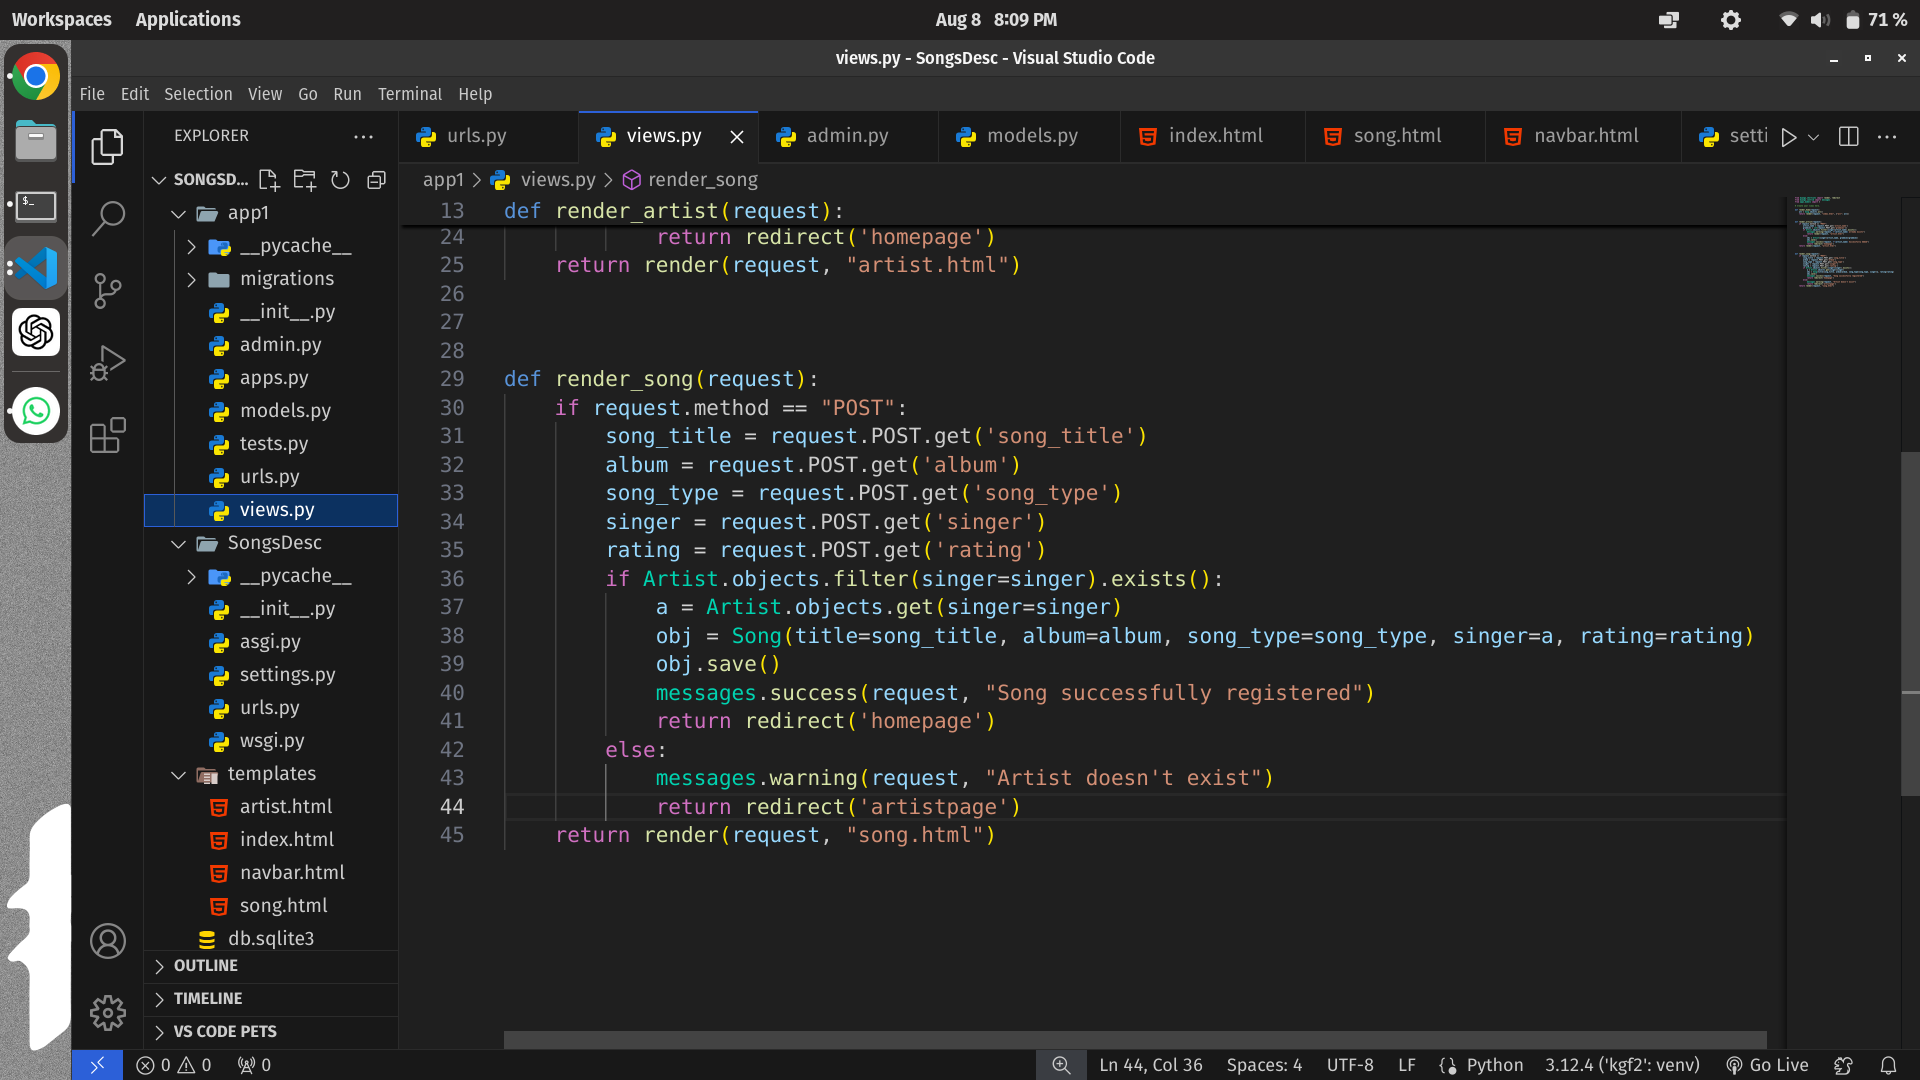 Workspaces Applications Aug 8 8:09 PM 71 %
views.py - SongsDesc - Visual Studio Code
File Edit Selection View Go Run Terminal Help
EXPLORER
urls.py views.py admin.py models.py index.html song.html navbar.html setti
SONGSD...
app1 > views.py > render_song
app1
__pycache__
migrations
__init__.py
admin.py
apps.py
models.py
tests.py
urls.py
views.py
SongsDesc
__pycache__
__init__.py
asgi.py
settings.py
urls.py
wsgi.py
templates
artist.html
index.html
navbar.html
song.html
db.sqlite3
OUTLINE
TIMELINE
VS CODE PETS
13 def render_artist(request):
24 return redirect('homepage')
25 return render(request, "artist.html")
26
27
28
29 def render_song(request):
30 if request.method == "POST":
31 song_title = request.POST.get('song_title')
32 album = request.POST.get('album')
33 song_type = request.POST.get('song_type')
34 singer = request.POST.get('singer')
35 rating = request.POST.get('rating')
36 if Artist.objects.filter(singer=singer).exists():
37 a = Artist.objects.get(singer=singer)
38 obj = Song(title=song_title, album=album, song_type=song_type, singer=a, rating=rating)
39 obj.save()
40 messages.success(request, "Song successfully registered")
41 return redirect('homepage')
42 else:
43 messages.warning(request, "Artist doesn't exist")
44 return redirect('artistpage')
45 return render(request, "song.html")
0 0 0 Ln 44, Col 36 Spaces: 4 UTF-8 LF Python 3.12.4 ('kgf2': venv) Go Live